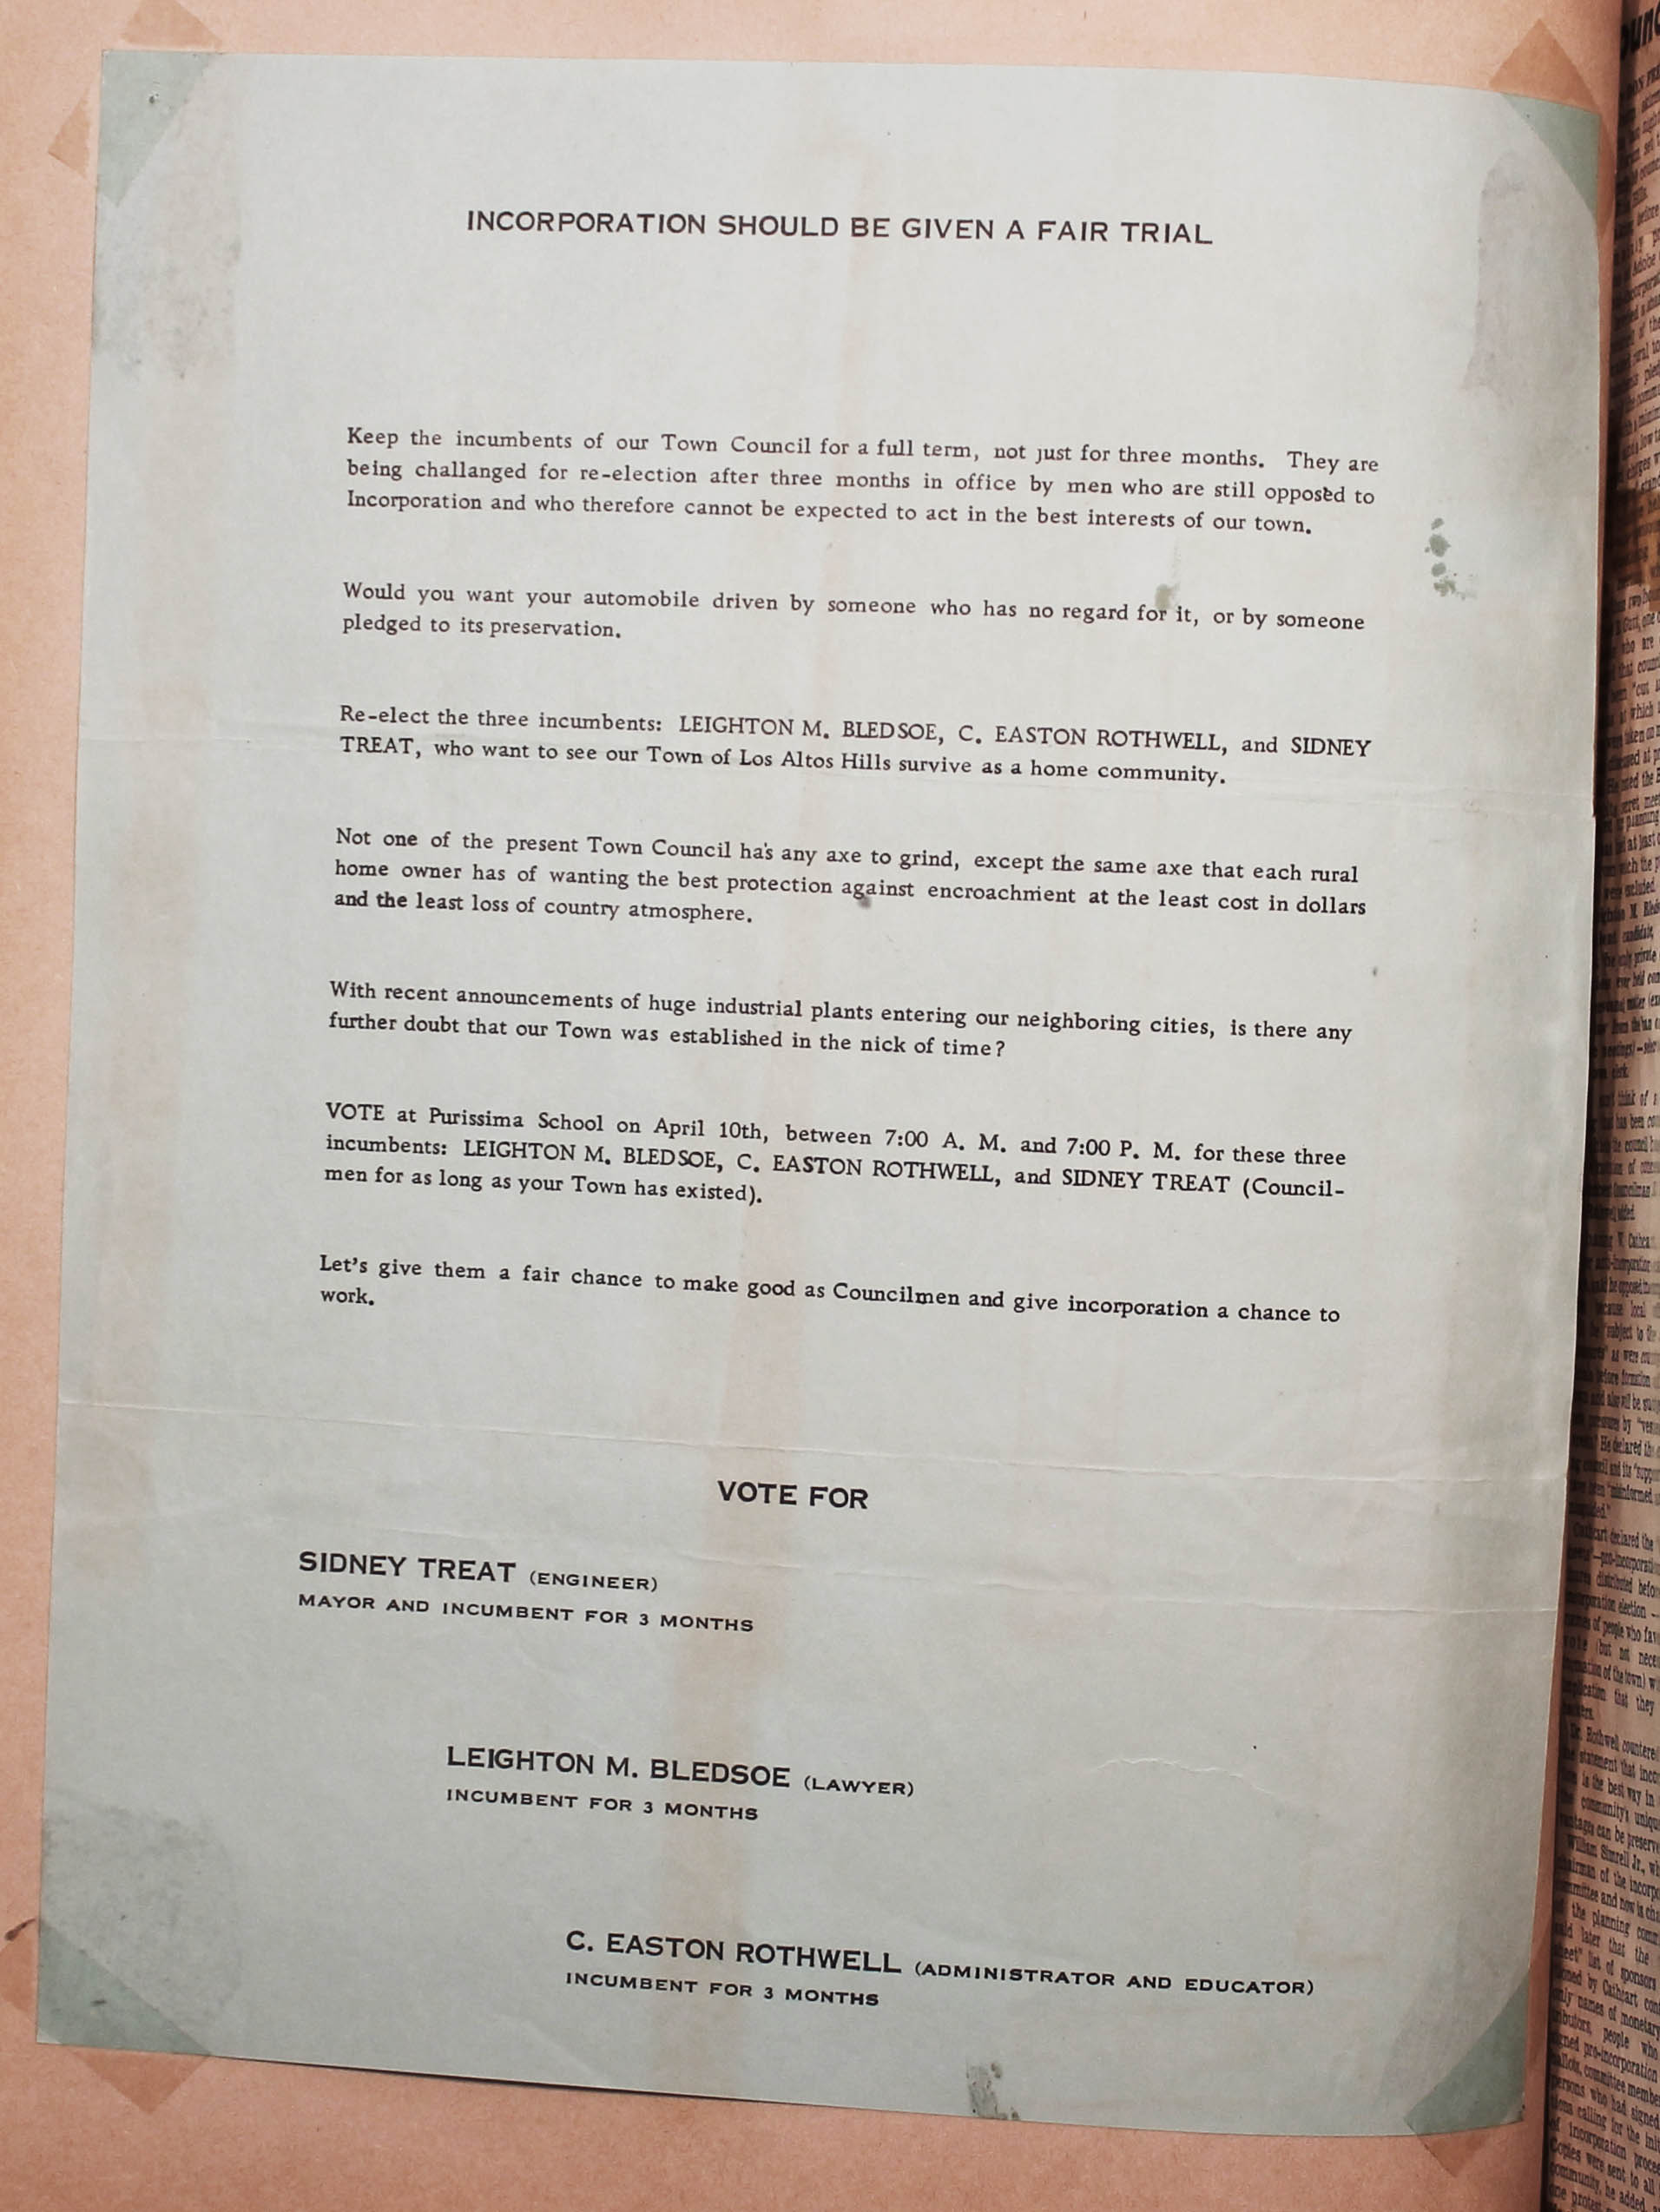 INCORPORATION SHOULD BE GIVEN A FAIR TRIAL
Keep the incumbents of our Town Council for a full term, not just for three months. They are
being challanged for re-election after three months in office by men who are still opposed to
Incorporation and who therefore cannot be expected to act in the best interests of our town.
Would you want your automobile driven by someone who has no regard for it, or by someone
pledged to its preservation.
Re-elect the three incumbents: LEIGHTON M. BLEDSOE, C. EASTON ROTHWELL, and SIDNEY
TREAT, who want to see our Town of Los Altos Hills survive as a home community.
Not one of the present Town Council has any axe to grind, except the same axe that each rural
home owner has of wanting the best protection against encroachment at the least cost in dollars
and the least loss of country atmosphere.
With recent announcements of huge industrial plants entering our neighboring cities, is there any
further doubt that our Town was established in the nick of time?
VOTE at Purissima School on April 10th, between 7:00 A. M. and 7:00 P. M. for these three
incumbents: LEIGHTON M. BLEDSOE, C. EASTON ROTHWELL, and SIDNEY TREAT (Council-
men for as long as your Town has existed).
Let's give them a fair chance to make good as Councilmen and give incorporation a chance to
work.
VOTE FOR
SIDNEY TREAT (ENGINEER)
MAYOR AND INCUMBENT FOR 3 MONTHS
LEIGHTON M. BLEDSOE (LAWYER)
INCUMBENT FOR 3 MONTHS
C. EASTON ROTHWELL (ADMINISTRATOR AND EDUCATOR)
INCUMBENT FOR 3 MONTHS